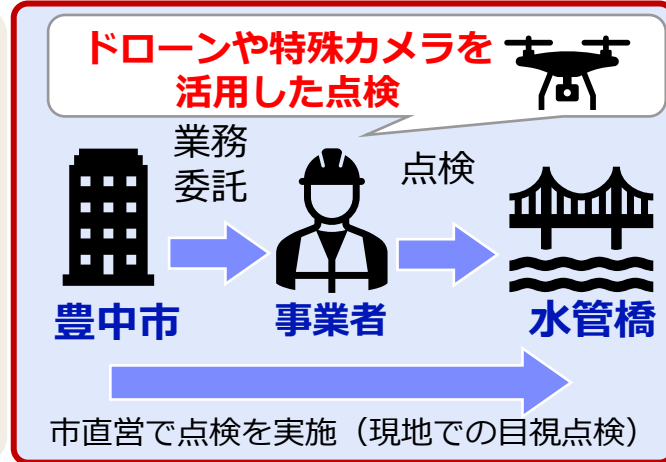 ドローンや特殊カメラを
活用した点検
業務
委託
点検
豊中市
事業者
水管橋
市直営で点検を実施（現地での目視点検）